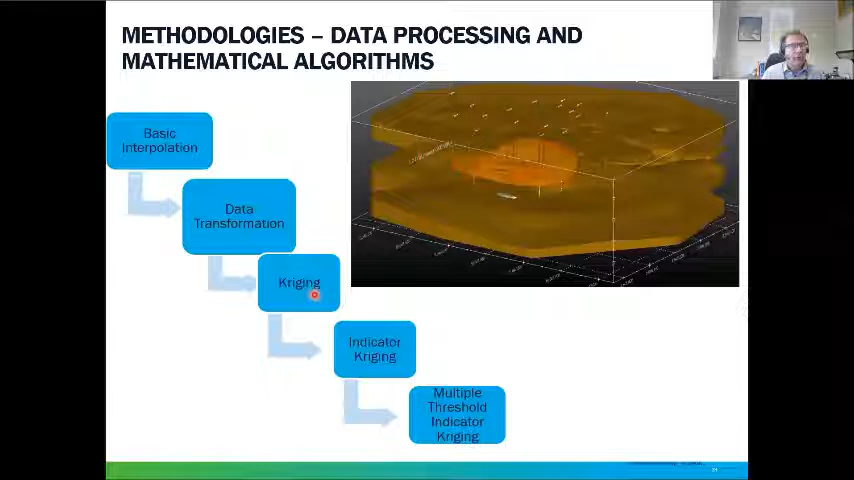 METHODOLOGIES – DATA PROCESSING AND
MATHEMATICAL ALGORITHMS
Basic
Interpolation
Data
Transformation
Kriging
Indicator
Kriging
Multiple
Threshold
Indicator
Kriging